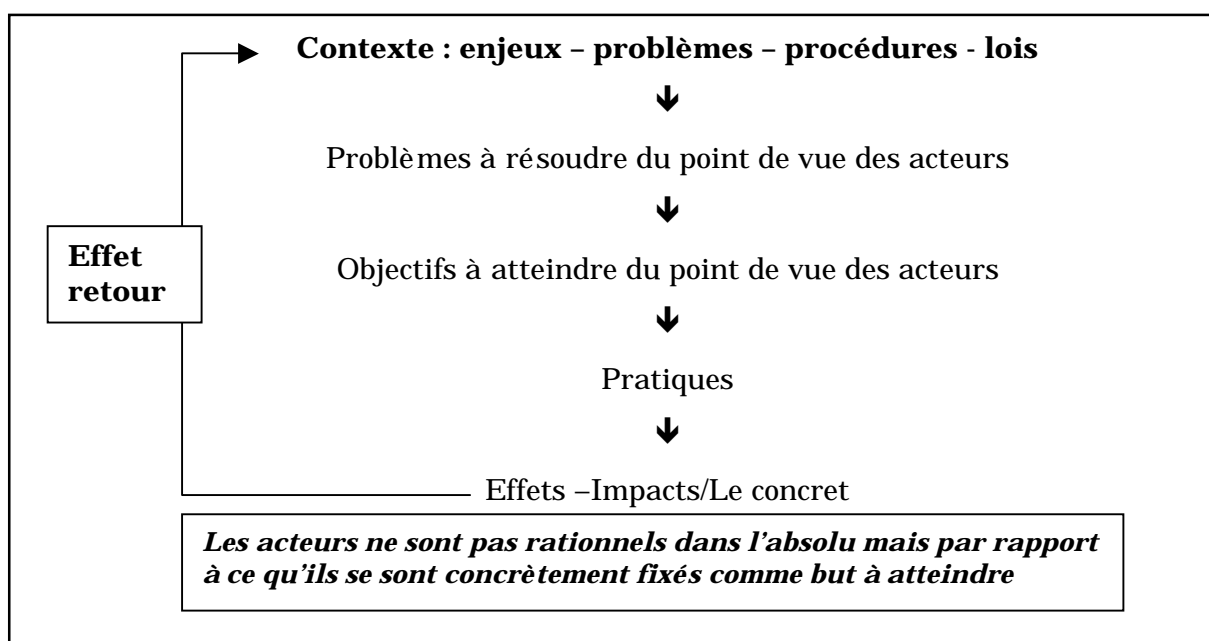 Contexte : enjeux – problèmes – procédures - lois
Problèmes à résoudre du point de vue des acteurs
Effet
retour
Objectifs à atteindre du point de vue des acteurs
Pratiques
Effets –Impacts/Le concret
Les acteurs ne sont pas rationnels dans l'absolu mais par rapport
à ce qu'ils se sont concrètement fixés comme but à atteindre